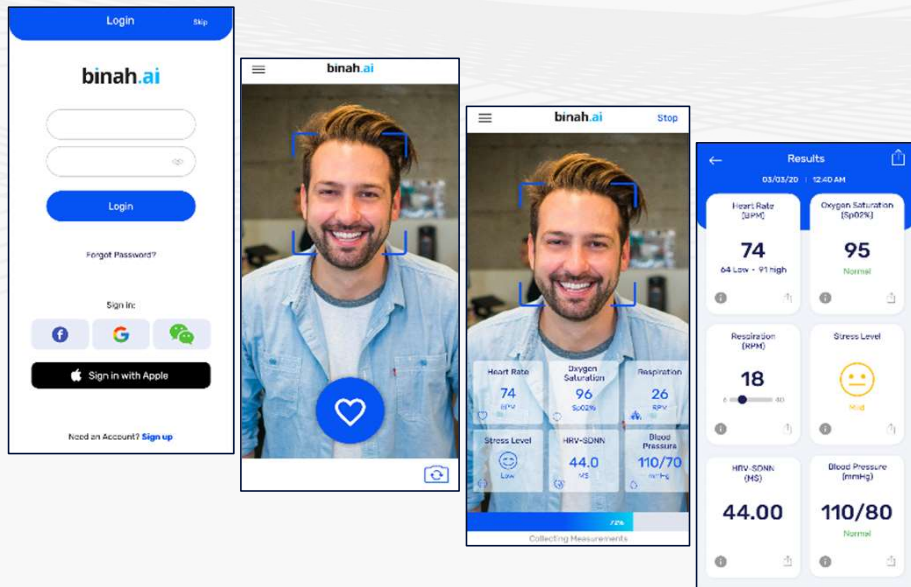 Login
Skip
binah.ai
Login
Forgot Password?
Sign in:
Sign in with Apple
Need an Account? Sign up
binah.ai
binah.ai
Stop
Heart Rate
74
BPM
Oxygen
Saturation
96
Sp02%
Respiration
26
RPM
Stress Level
Low
HRV-SDNN
44.0
MS
Blood
Pressure
110/70
mmHg
72%
Collecting Measurements
Results
03/03/20 | 12:40 AM
Heart Rate
(BPM)
74
64 Low - 91 high
Oxygen Saturation
(Sp02%)
95
Normal
Respiration
(RPM)
18
6
40
Stress Level
Mild
HRV-SDNN
(MS)
44.00
Blood Pressure
(mmHg)
110/80
Normal